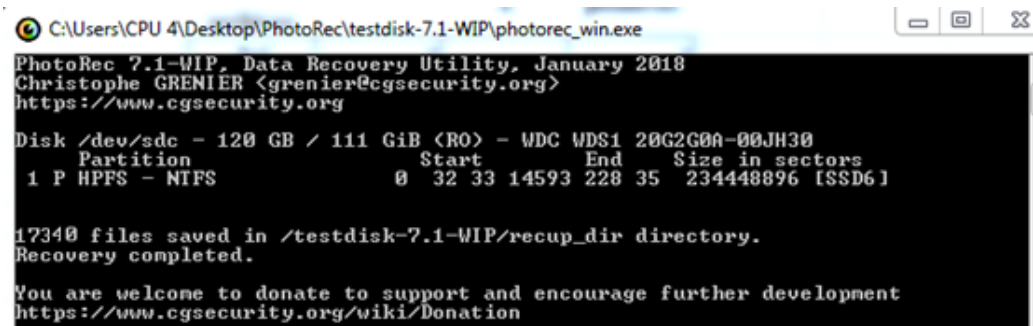 C:\Users\CPU 4\Desktop\PhotoRec\testdisk-7.1-WIP\photorec_win.exe
PhotoRec 7.1-WIP, Data Recovery Utility, January 2018
Christophe GRENIER <grenier@cgsecurity.org>
https://www.cgsecurity.org
Disk /dev/sdc - 120 GB / 111 GiB (RO) - WDC WDS1 20G2G0A-00JH30
Partition Start End Size in sectors
1 P HPFS - NTFS 0 32 33 14593 228 35 234448896 [SSD6]
17340 files saved in /testdisk-7.1-WIP/recup_dir directory.
Recovery completed.
You are welcome to donate to support and encourage further development
https://www.cgsecurity.org/wiki/Donation